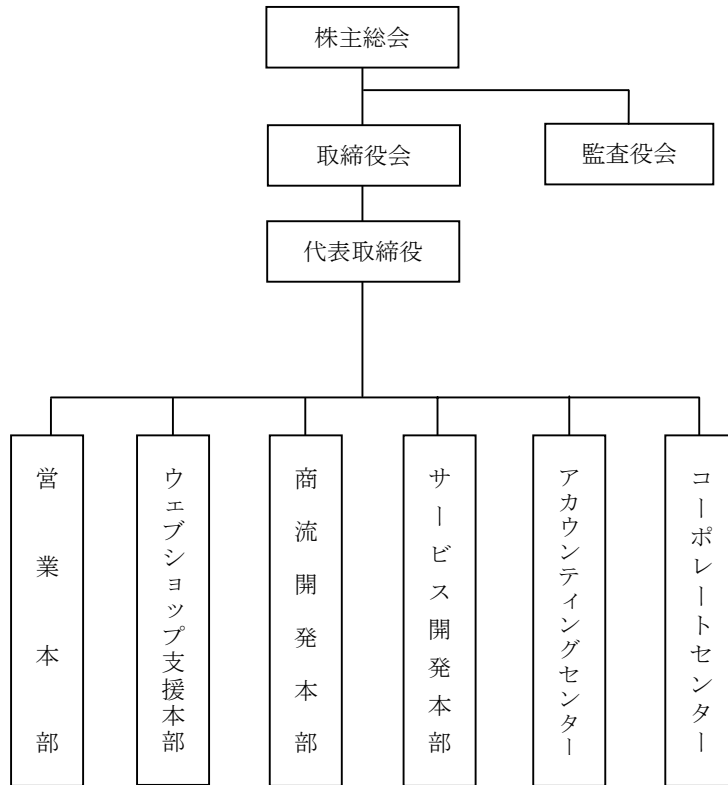 株主総会
取締役会
監査役会
代表取締役
営業本部
ウェブショップ支援本部
商流開発本部
サービス開発本部
アカウンティングセンター
コーポレートセンター